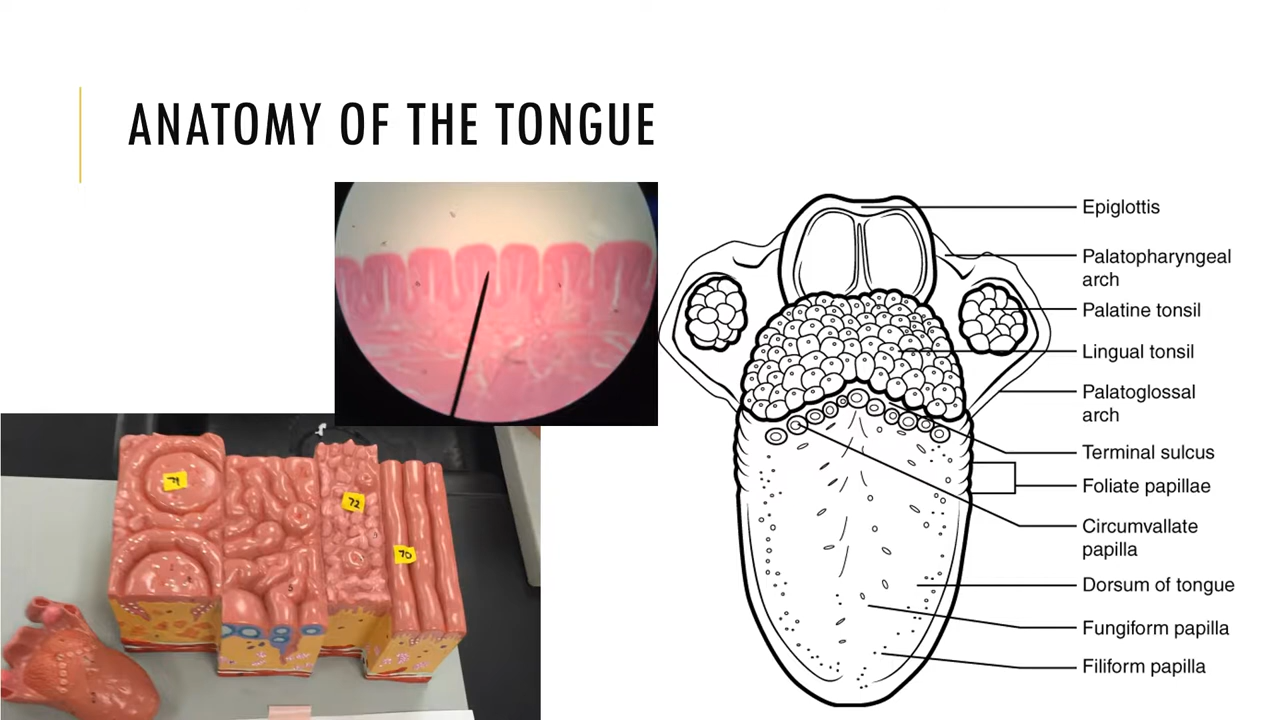 ANATOMY OF THE TONGUE
Epiglottis
Palatopharyngeal
arch
Palatine tonsil
Lingual tonsil
Palatoglossal
arch
Terminal sulcus
Foliate papillae
Circumvallate
papilla
Dorsum of tongue
Fungiform papilla
Filiform papilla
71
72
70